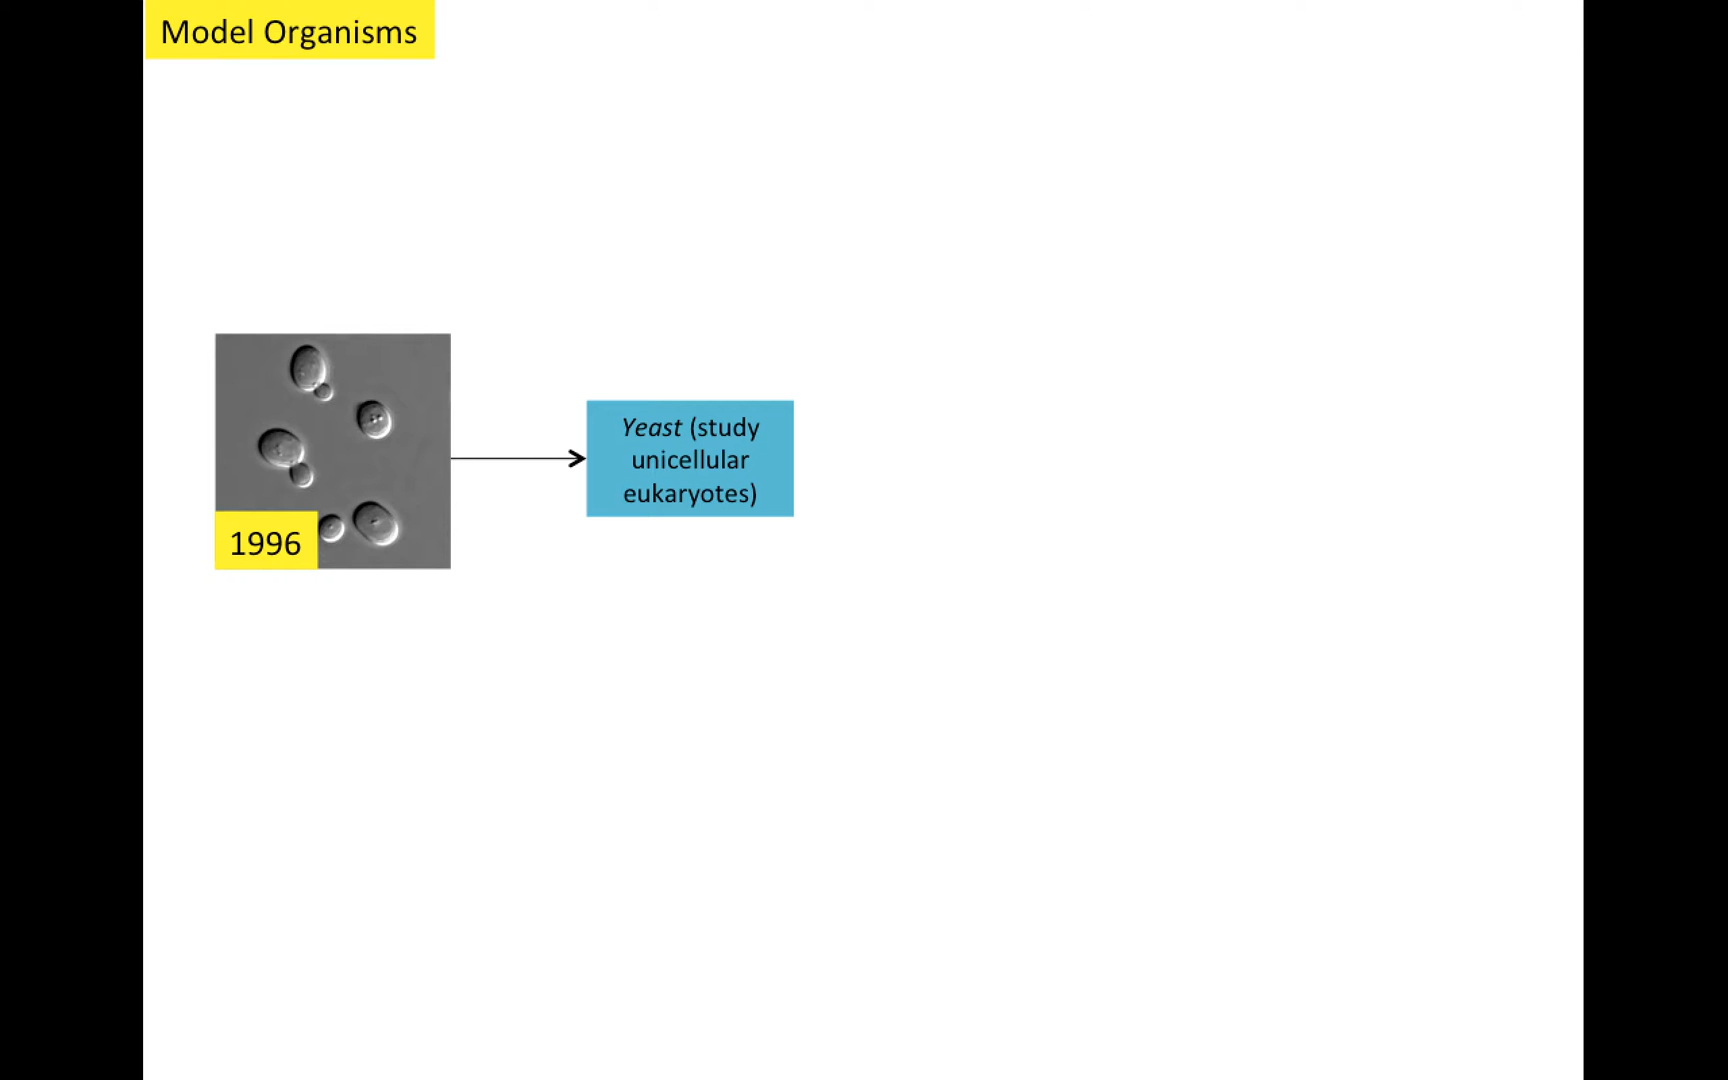 Model Organisms
Yeast (study
unicellular
eukaryotes)
1996